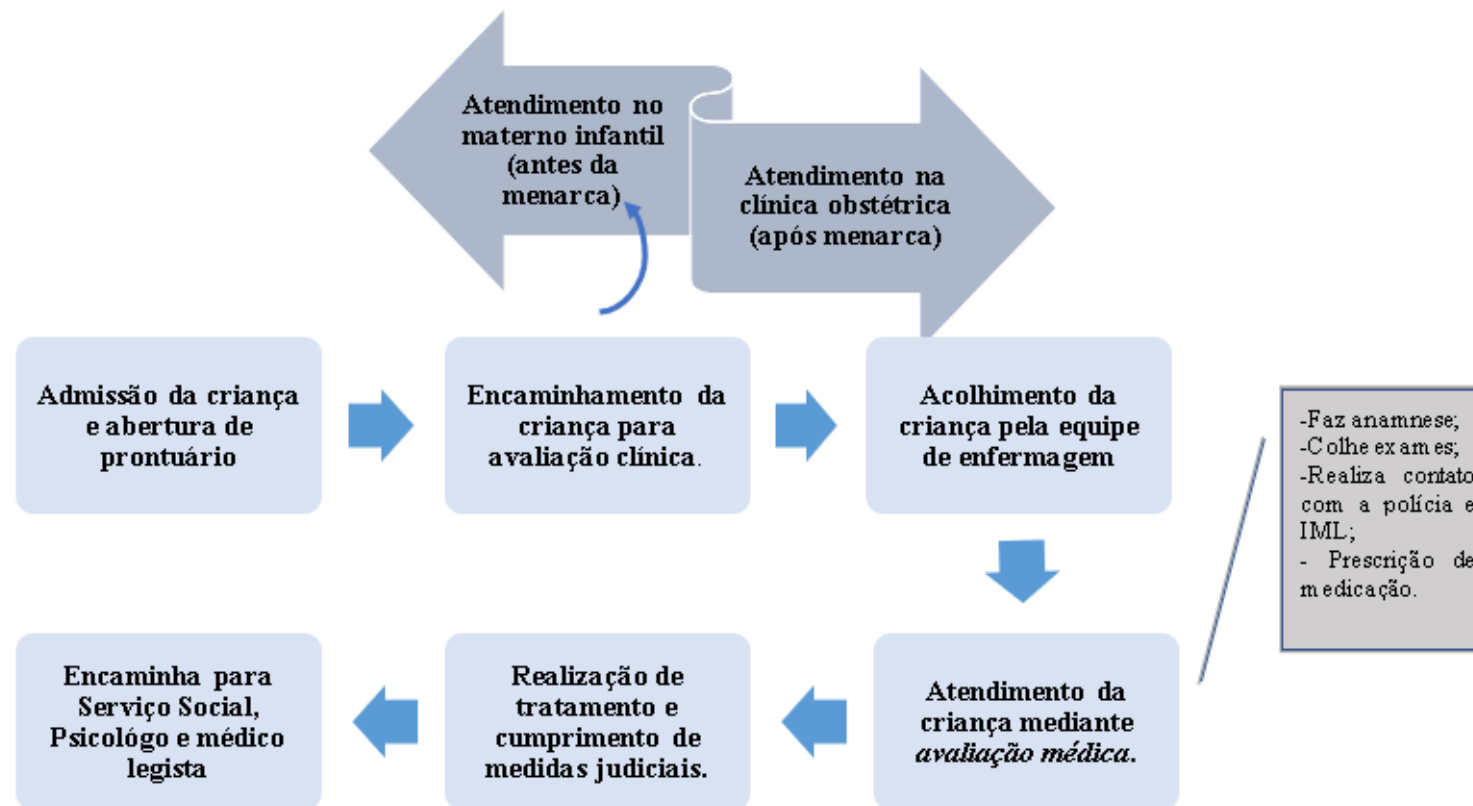 Atendimento no
materno infantil
(antes da
menarca)
Atendimento na
clínica obstétrica
(após menarca)
Admissão da criança
e abertura de
prontuário
Encaminhamento da
criança para
avaliação clínica.
Acolhimento da
criança pela equipe
de enfermagem
-Faz anamnese;
-Colhe exames;
-Realiza contato
com a polícia e
IML;
- Prescrição de
medicação.
Encaminha para
Serviço Social,
Psicológo e médico
legista
Realização de
tratamento e
cumprimento de
medidas judiciais.
Atendimento da
criança mediante
avaliação médica.